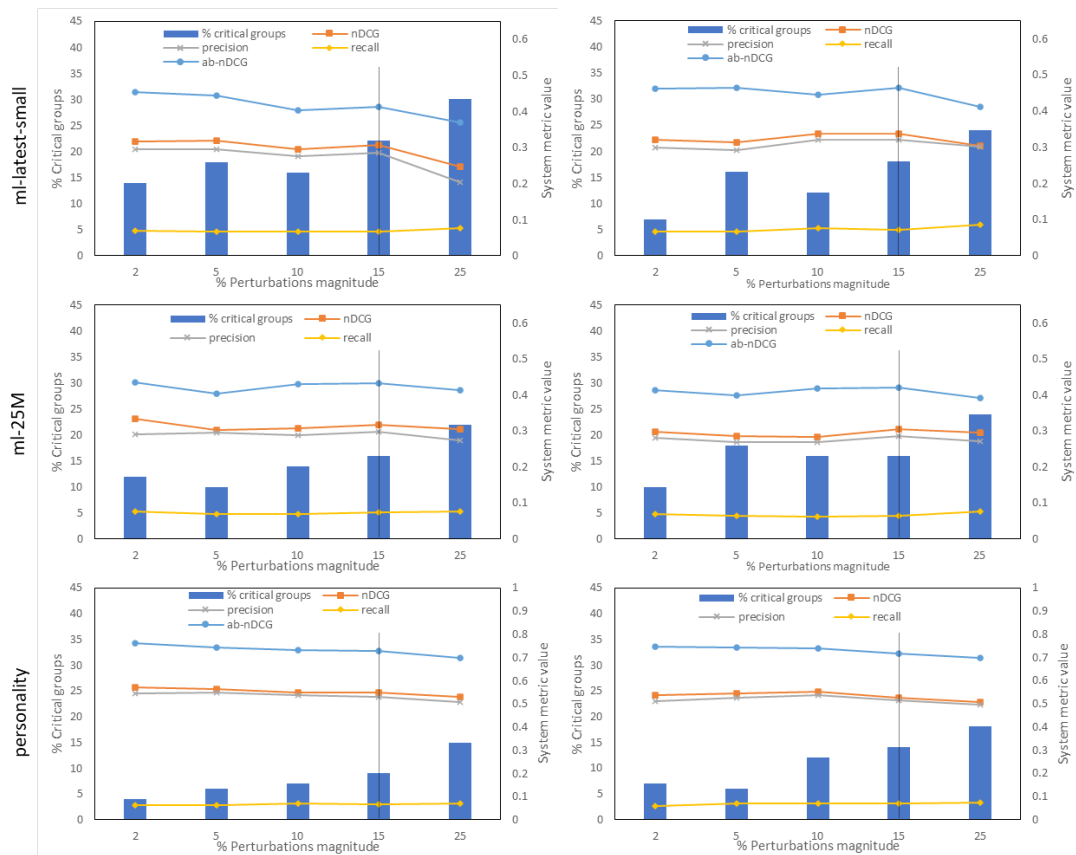 ml-latest-small
% critical groups nDCG
precision recall
ab-nDCG
45
40
35
30
25
20
15
10
5
0
% Critical groups
0.6
0.5
0.4
0.3
0.2
0.1
0
System metric value
2 5 10 15 25
% Perturbations magnitude
% critical groups nDCG
precision recall
ab-nDCG
45
40
35
30
25
20
15
10
5
0
% Critical groups
0.6
0.5
0.4
0.3
0.2
0.1
0
System metric value
2 5 10 15 25
% Perturbations magnitude
ml-25M
% critical groups nDCG
precision recall
45
40
35
30
25
20
15
10
5
0
% Critical groups
0.6
0.5
0.4
0.3
0.2
0.1
0
System metric value
2 5 10 15 25
% Perturbations magnitude
% critical groups nDCG
precision recall
ab-nDCG
45
40
35
30
25
20
15
10
5
0
% Critical groups
0.6
0.5
0.4
0.3
0.2
0.1
0
System metric value
2 5 10 15 25
% Perturbations magnitude
personality
% critical groups nDCG
precision recall
ab-nDCG
45
40
35
30
25
20
15
10
5
0
% Critical groups
1
0.9
0.8
0.7
0.6
0.5
0.4
0.3
0.2
0.1
0
System metric value
2 5 10 15 25
% Perturbations magnitude
% critical groups nDCG
precision recall
45
40
35
30
25
20
15
10
5
0
% Critical groups
1
0.9
0.8
0.7
0.6
0.5
0.4
0.3
0.2
0.1
0
System metric value
2 5 10 15 25
% Perturbations magnitude